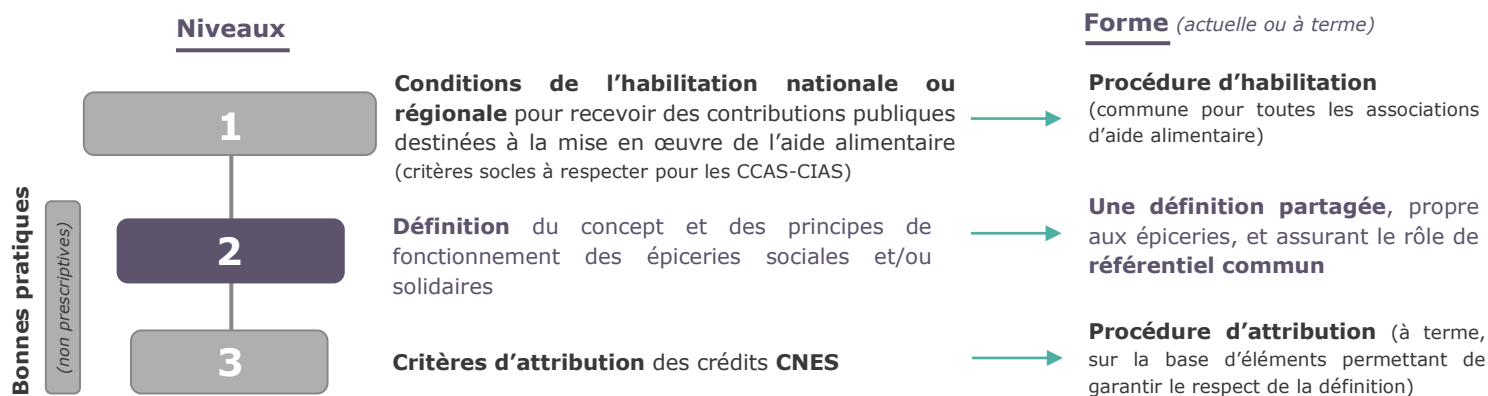 Niveaux
Forme (actuelle ou à terme)
Bonnes pratiques
(non prescriptives)
1
Conditions de l'habilitation nationale ou
régionale pour recevoir des contributions publiques
destinées à la mise en œuvre de l'aide alimentaire
(critères socles à respecter pour les CCAS-CIAS)
Procédure d'habilitation
(commune pour toutes les associations
d'aide alimentaire)
2
Définition du concept et des principes de
fonctionnement des épiceries sociales et/ou
solidaires
Une définition partagée, propre
aux épiceries, et assurant le rôle de
référentiel commun
3
Critères d'attribution des crédits CNES
Procédure d'attribution (à terme,
sur la base d'éléments permettant de
garantir le respect de la définition)